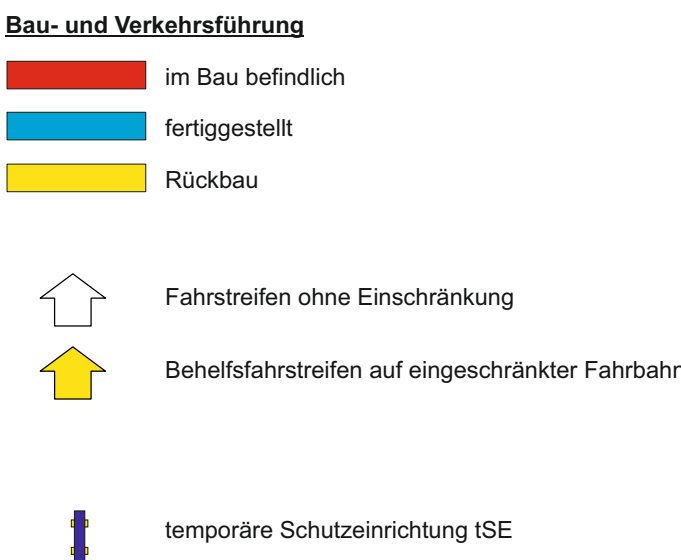 Bau- und Verkehrsführung
im Bau befindlich
fertiggestellt
Rückbau
Fahrstreifen ohne Einschränkung
Behelfsfahrstreifen auf eingeschränkter Fahrbahn
temporäre Schutzeinrichtung tSE